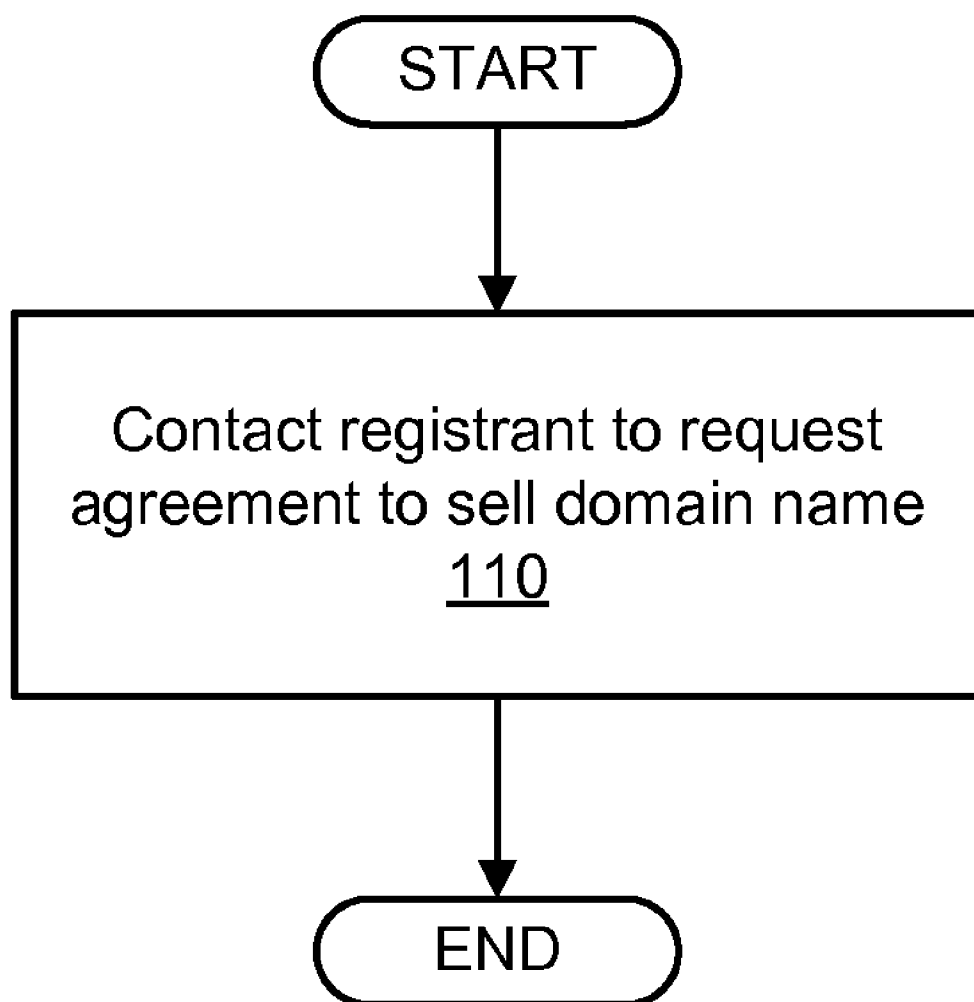 START
Contact registrant to request
agreement to sell domain name
110
END